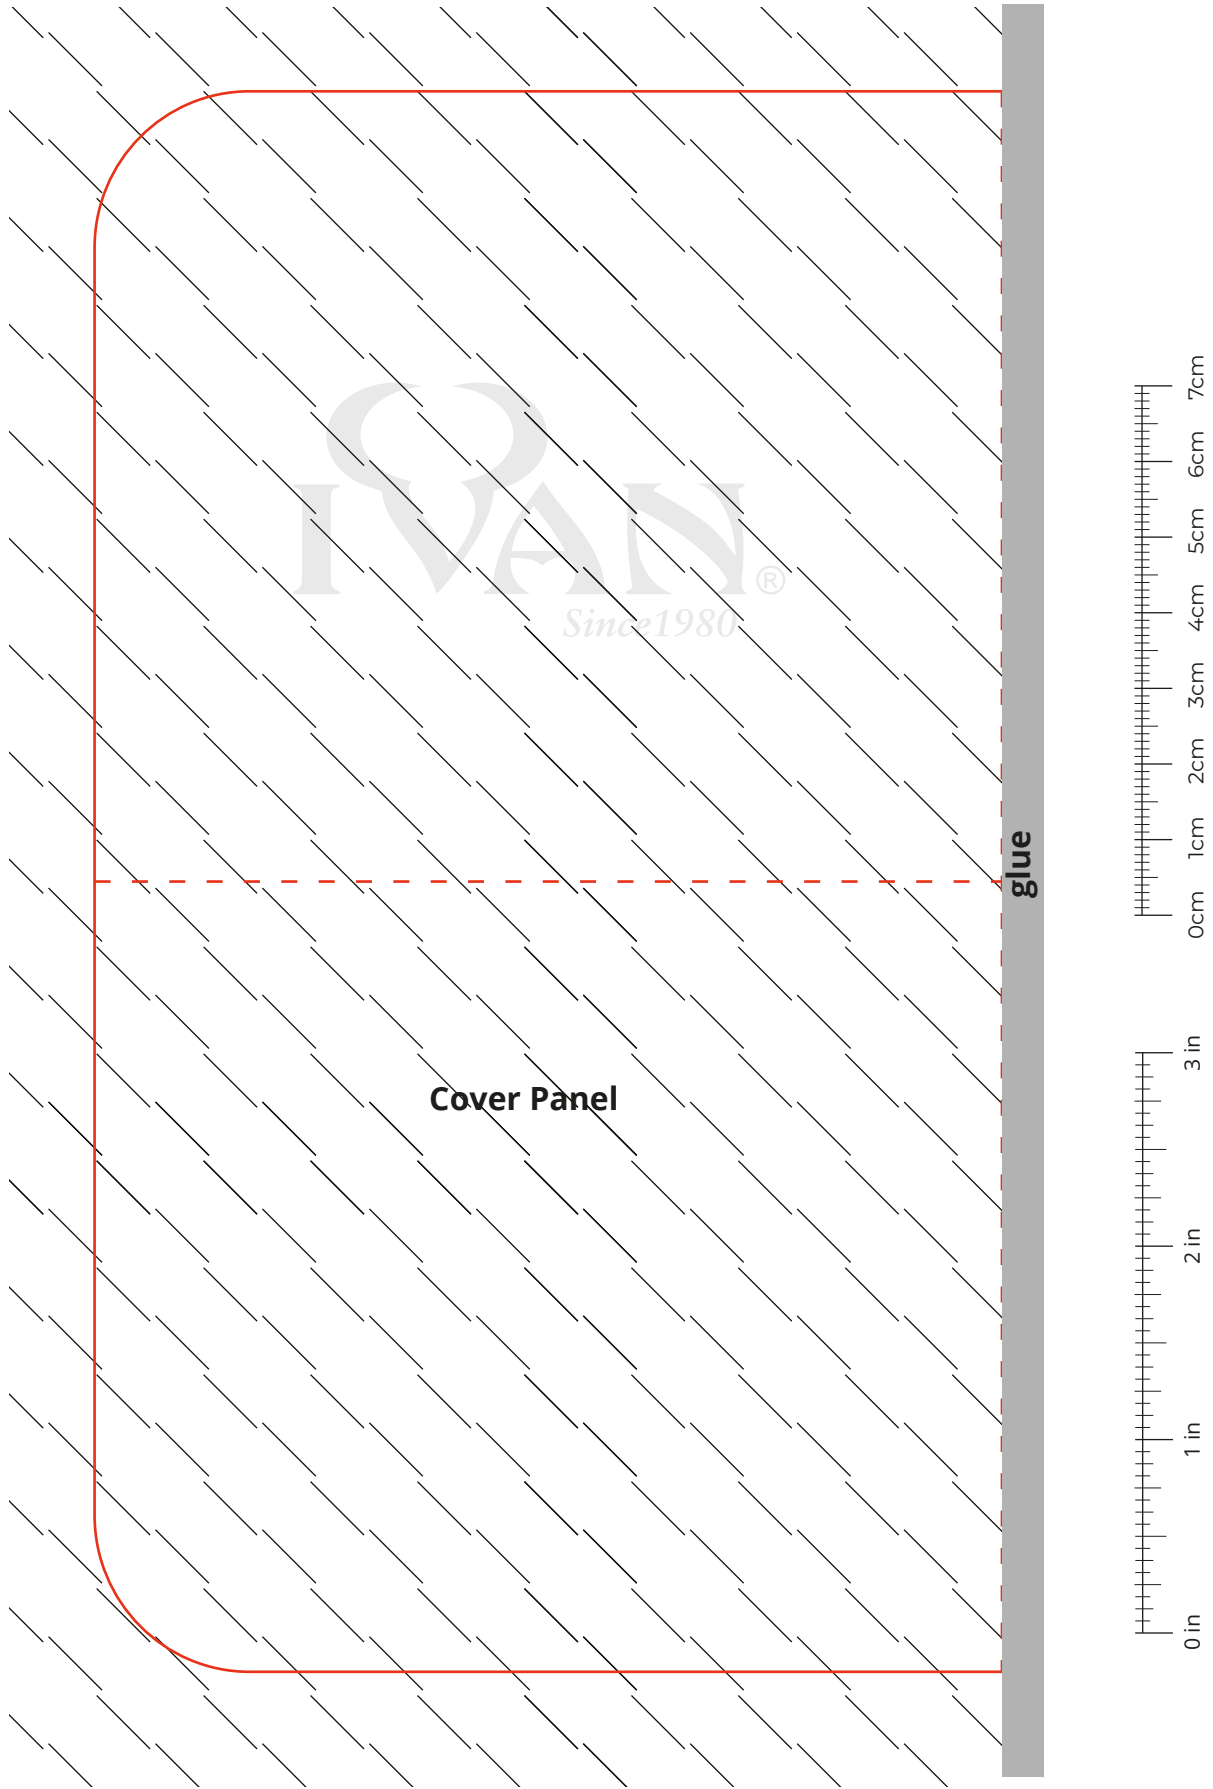 IVAN®
Since1980
glue
Cover Panel
7cm
6cm
5cm
4cm
3cm
2cm
1cm
0cm
3 in
2 in
1 in
0 in